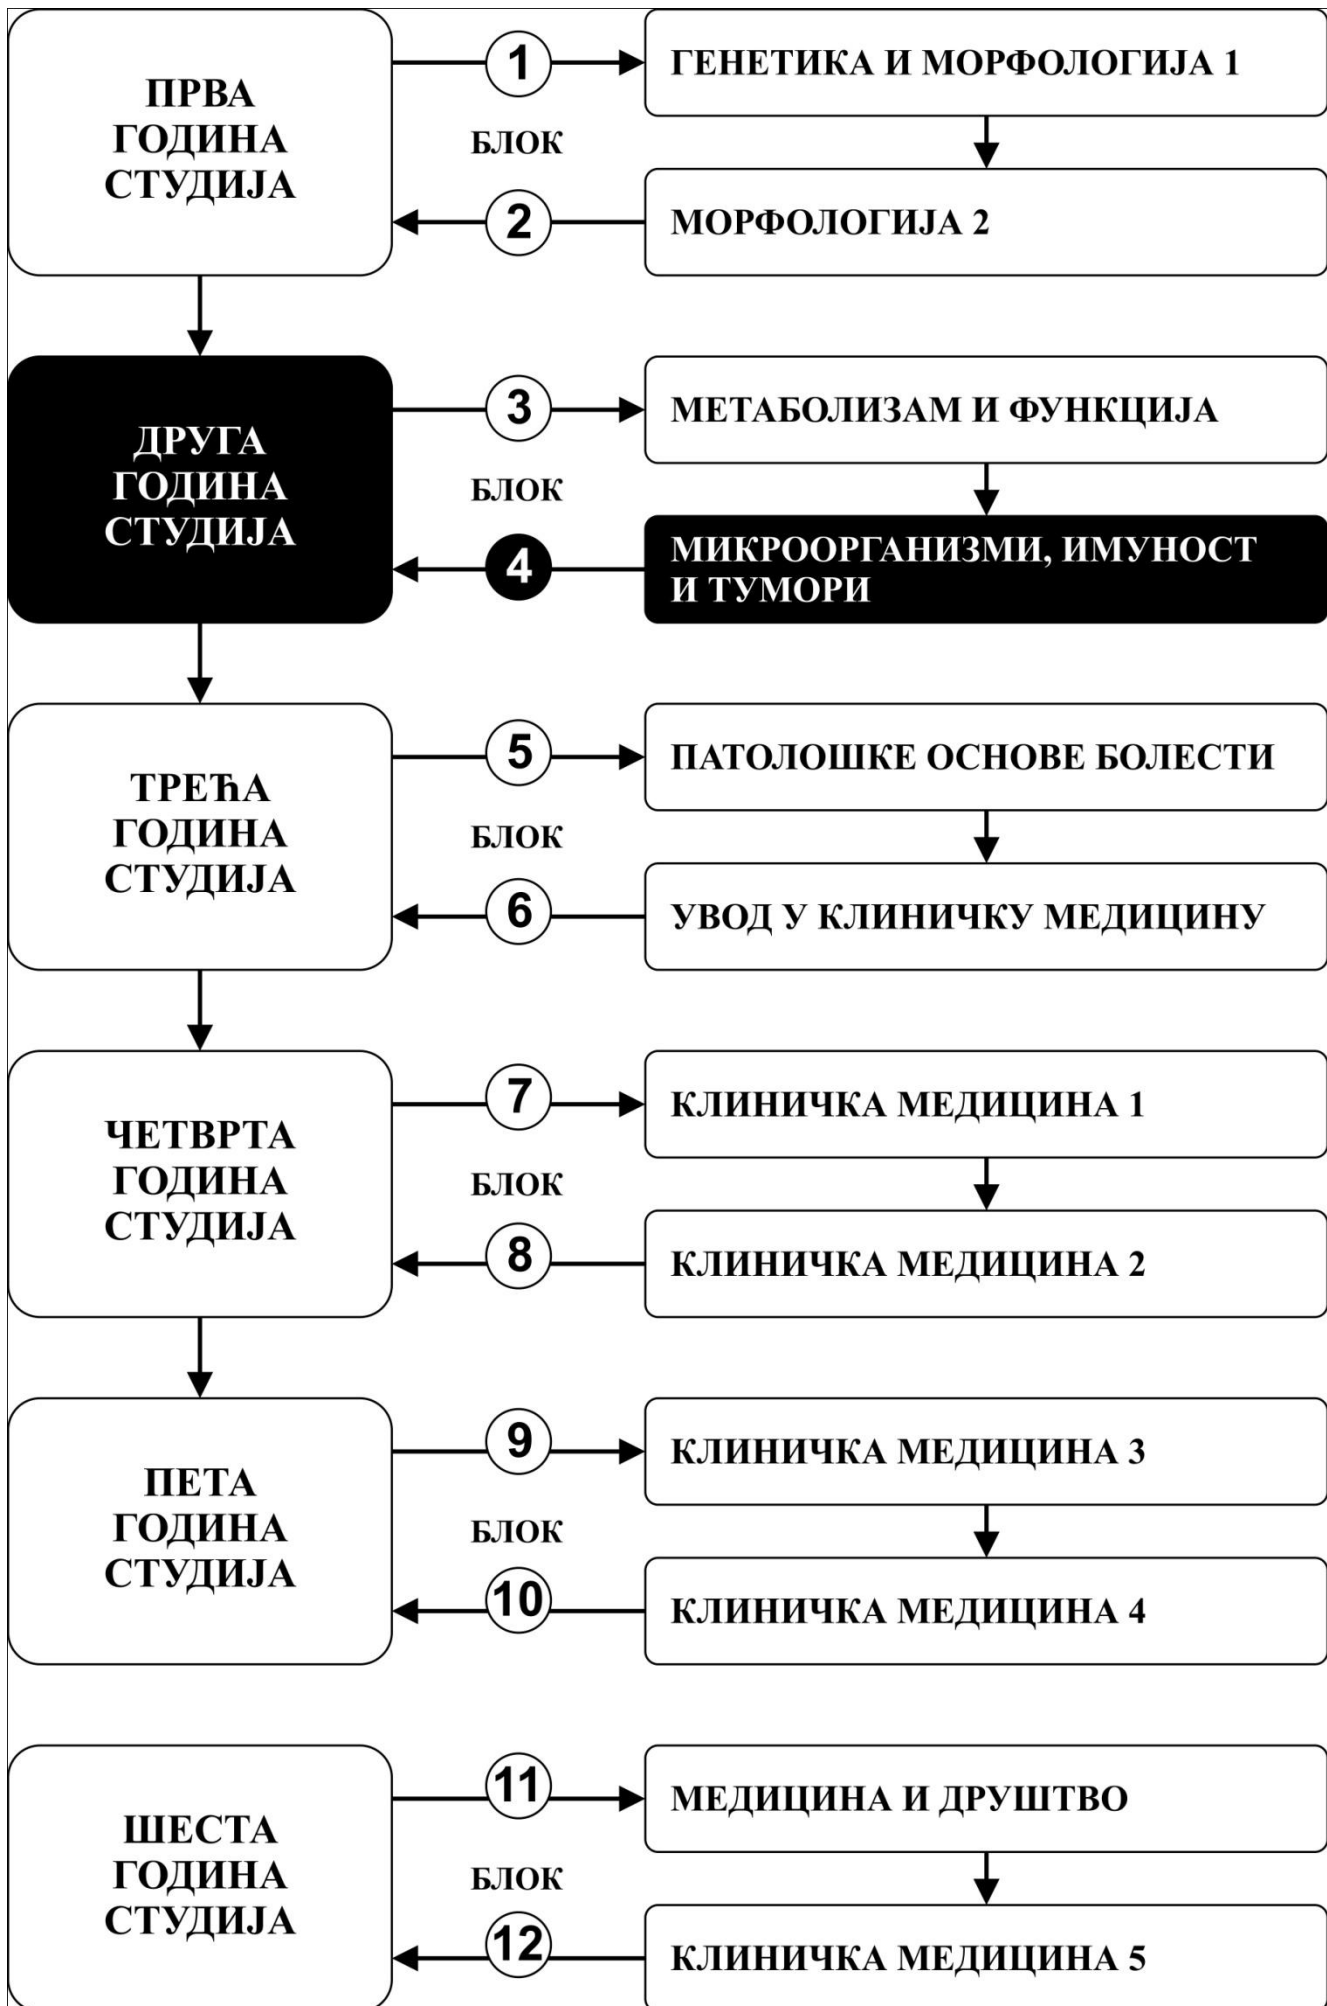 ПРВА
ГОДИНА
СТУДИЈА
1
БЛОК
2
ГЕНЕТИКА И МОРФОЛОГИЈА 1
МОРФОЛОГИЈА 2
ДРУГА
ГОДИНА
СТУДИЈА
3
БЛОК
4
МЕТАБОЛИЗАМ И ФУНКЦИЈА
МИКРООРГАНИЗМИ, ИМУНОСТ
И ТУМОРИ
ТРЕЋА
ГОДИНА
СТУДИЈА
5
БЛОК
6
ПАТОЛОШКЕ ОСНОВЕ БОЛЕСТИ
УВОД У КЛИНИЧКУ МЕДИЦИНУ
ЧЕТВРТА
ГОДИНА
СТУДИЈА
7
БЛОК
8
КЛИНИЧКА МЕДИЦИНА 1
КЛИНИЧКА МЕДИЦИНА 2
ПЕТА
ГОДИНА
СТУДИЈА
9
БЛОК
10
КЛИНИЧКА МЕДИЦИНА 3
КЛИНИЧКА МЕДИЦИНА 4
ШЕСТА
ГОДИНА
СТУДИЈА
11
БЛОК
12
МЕДИЦИНА И ДРУШТВО
КЛИНИЧКА МЕДИЦИНА 5